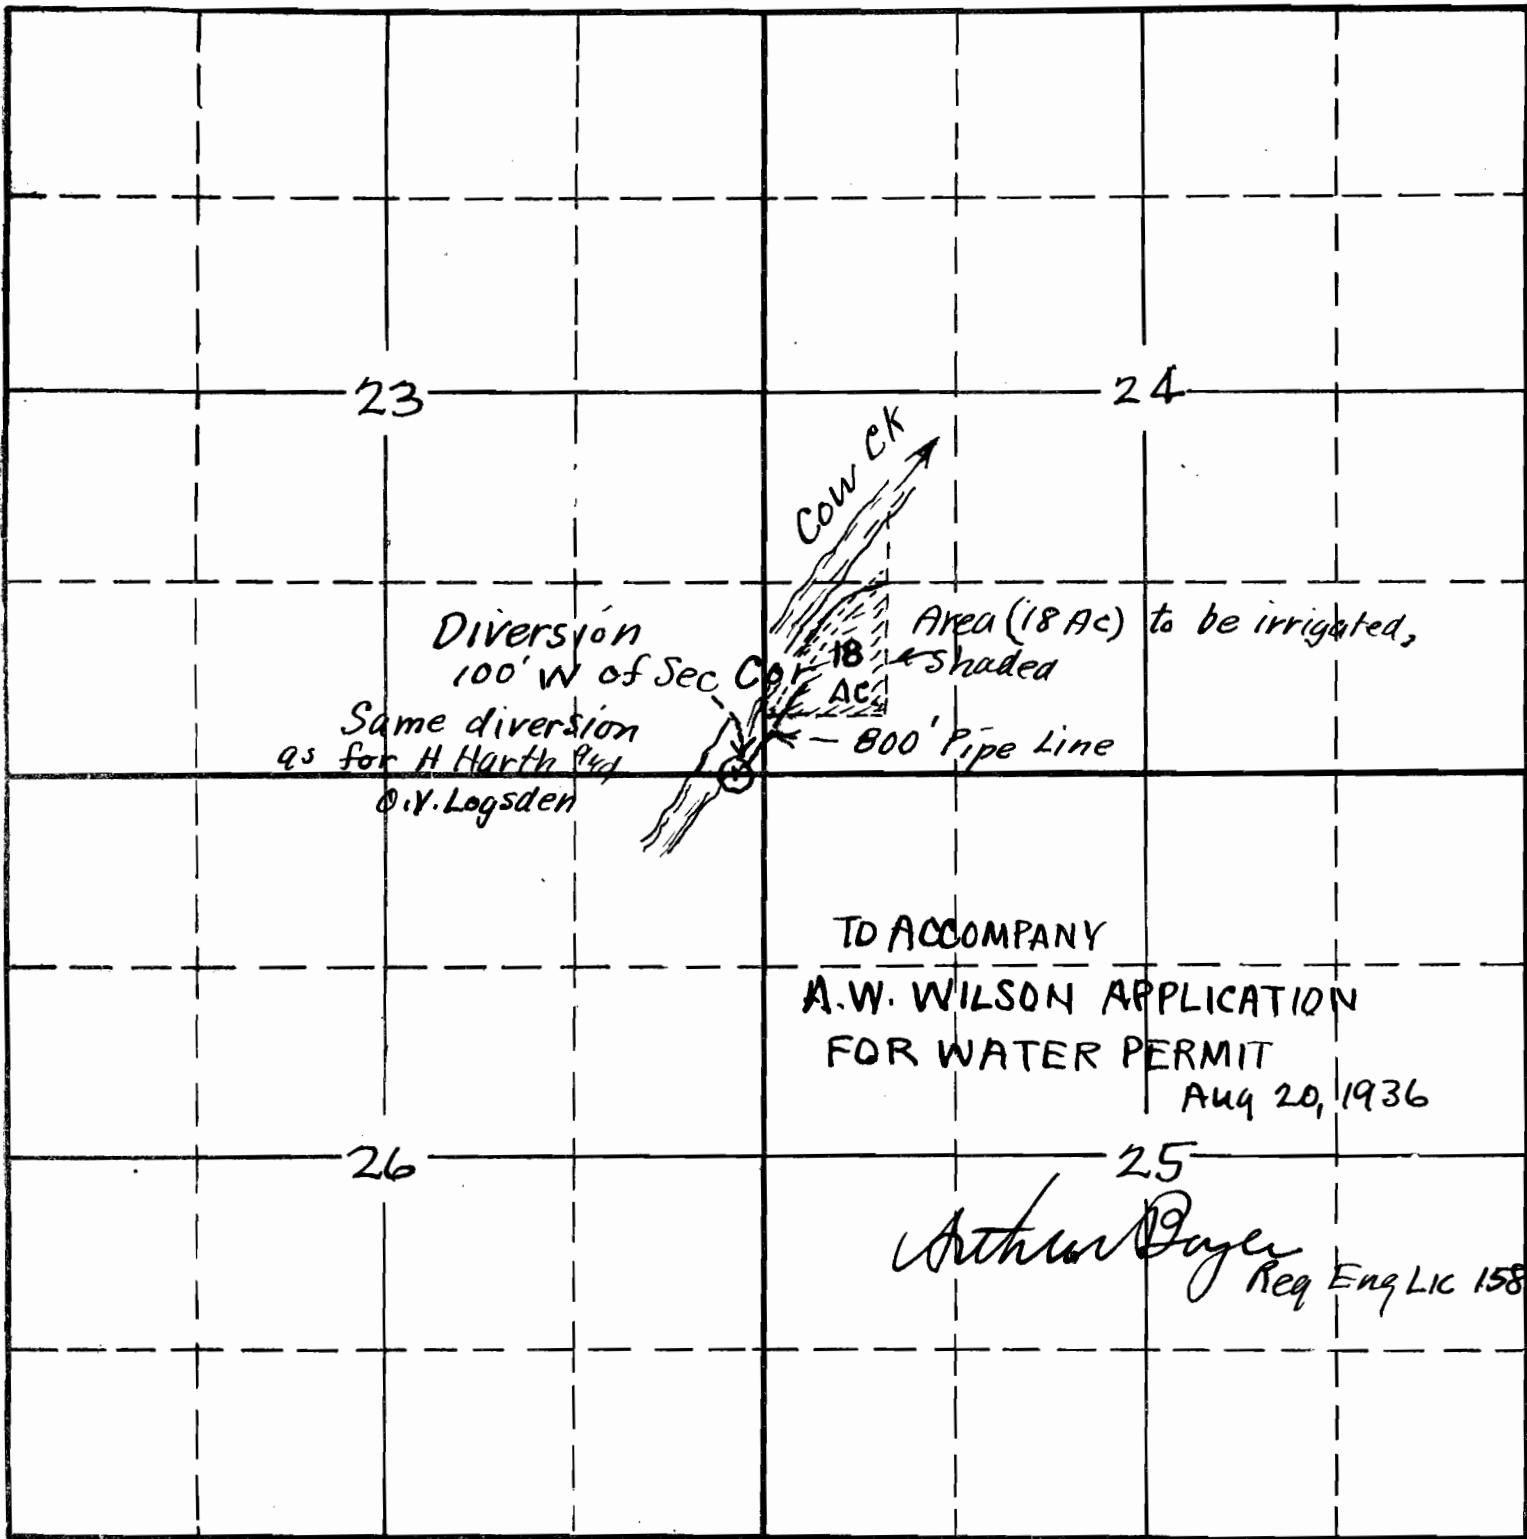 23
24
Cow Ck
Diversion
100' W of Sec Cor
Same diversion
as for H Harth and
O.V. Logsden
18
Ac
Area (18 Ac) to be irrigated,
shaded
800' Pipe Line
TO ACCOMPANY
A.W. WILSON APPLICATION
FOR WATER PERMIT
Aug 20, 1936
26
25
Arthur Boyer
Reg Eng Lic 158